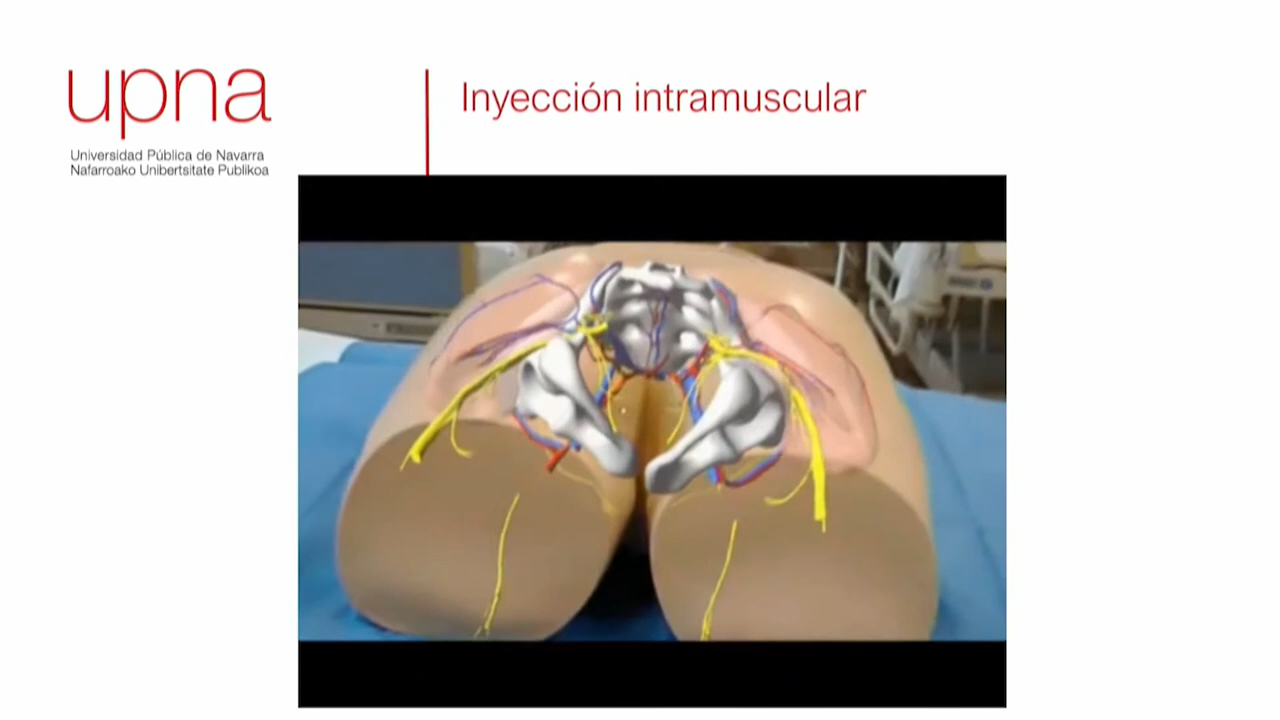 upna
Universidad Pública de Navarra
Nafarroako Unibertsitate Publikoa
Inyección intramuscular